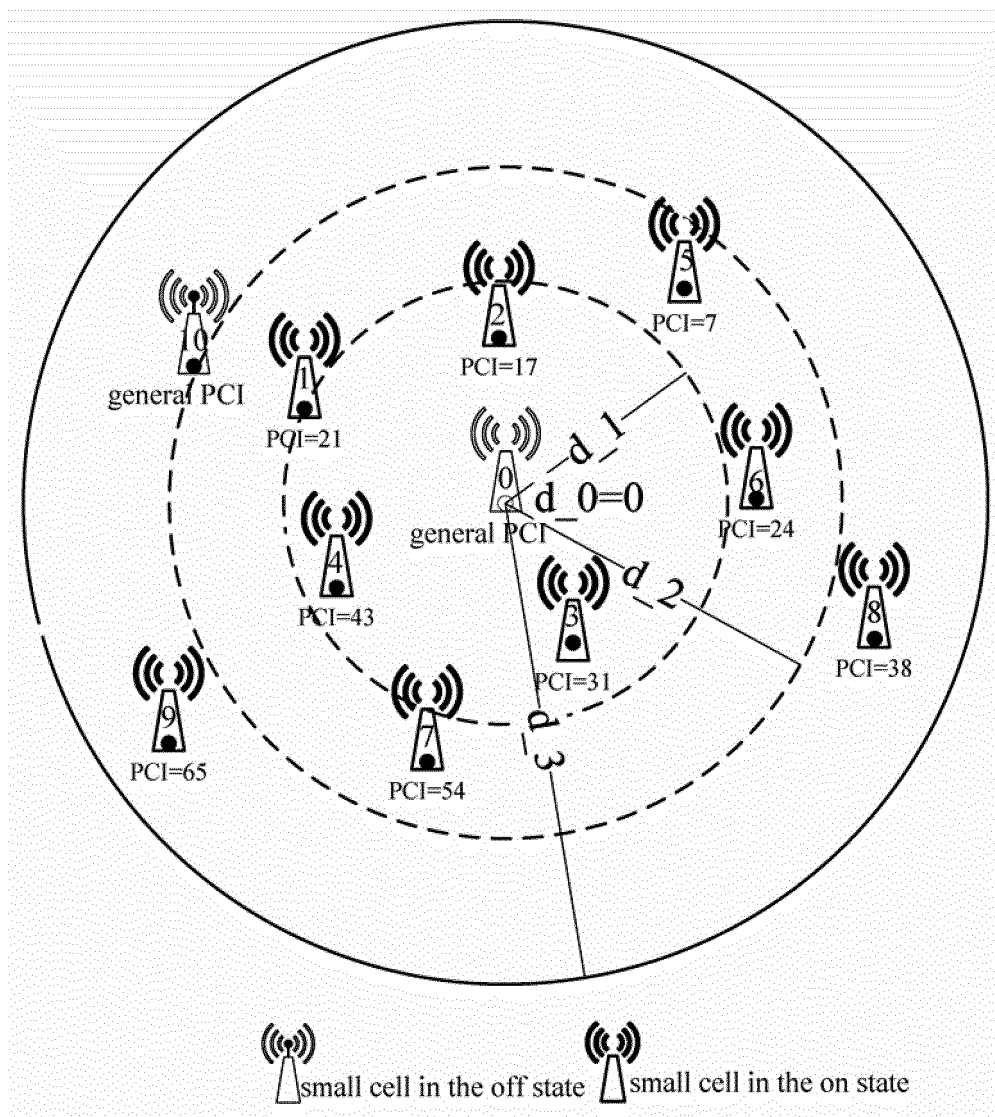 5
PCI=7
2
PCI=17
10
general PCI
1
PCI=21
d_1
0
d_0=0
general PCI
6
PCI=24
4
PCI=43
d_2
3
PCI=31
8
PCI=38
9
PCI=65
7
PCI=54
d_3
small cell in the off state
small cell in the on state